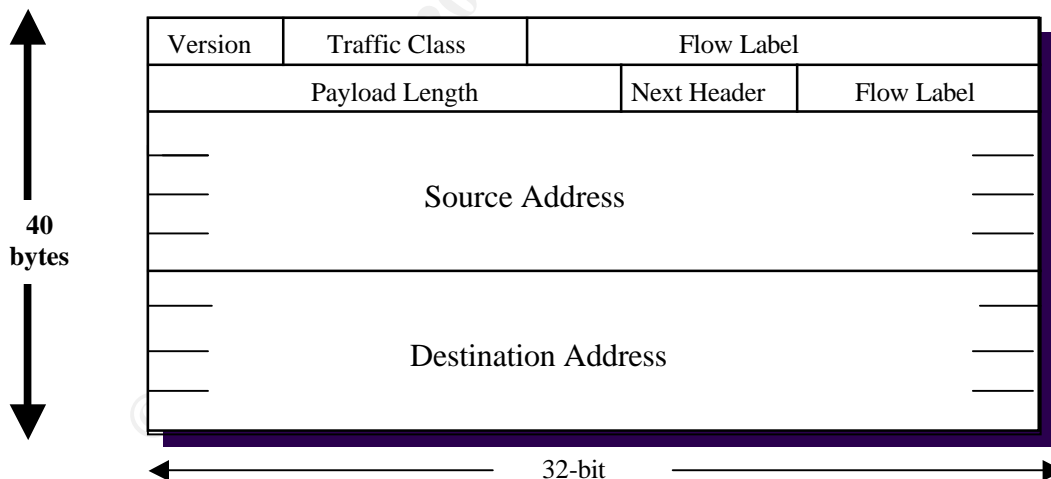 Version Traffic Class Flow Label
Payload Length Next Header Flow Label
Source Address
40
bytes
Destination Address
32-bit